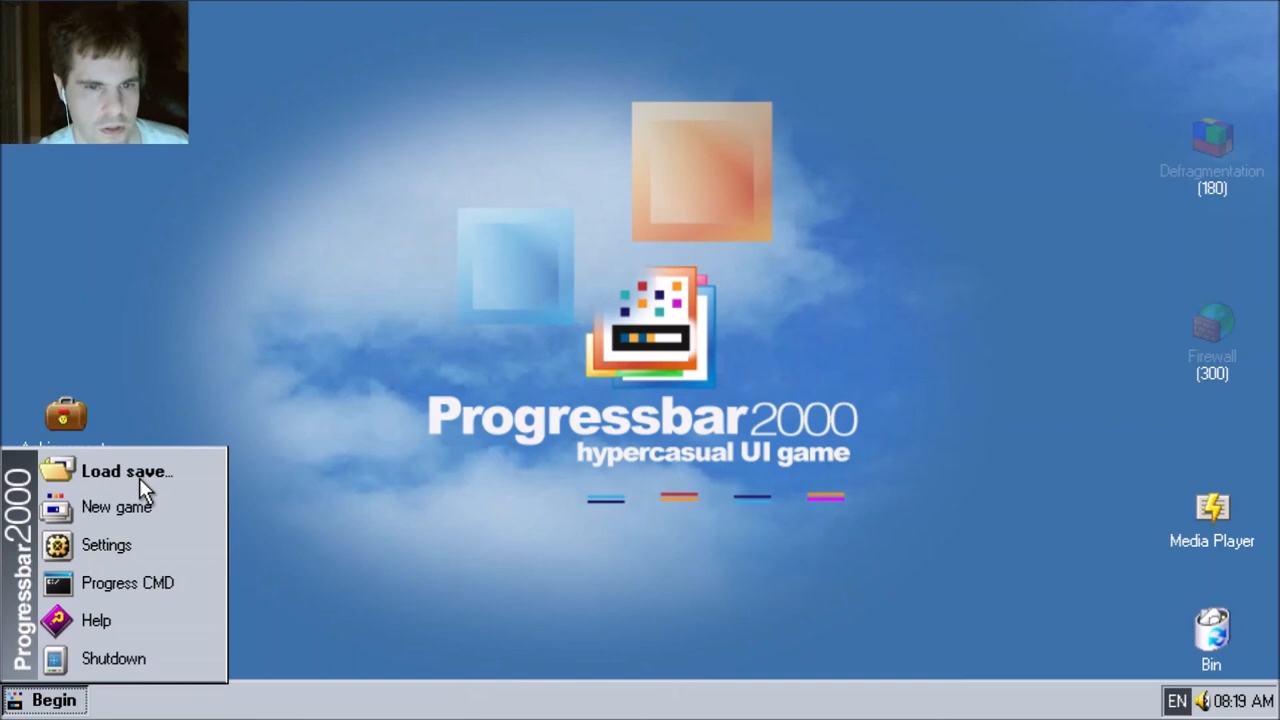 Defragmentation
(180)
Firewall
(300)
Progressbar2000
hypercasual UI game
Load save...
New game
Settings
Progress CMD
Help
Shutdown
Progressbar2000
Media Player
Bin
Begin
EN 08:19 AM